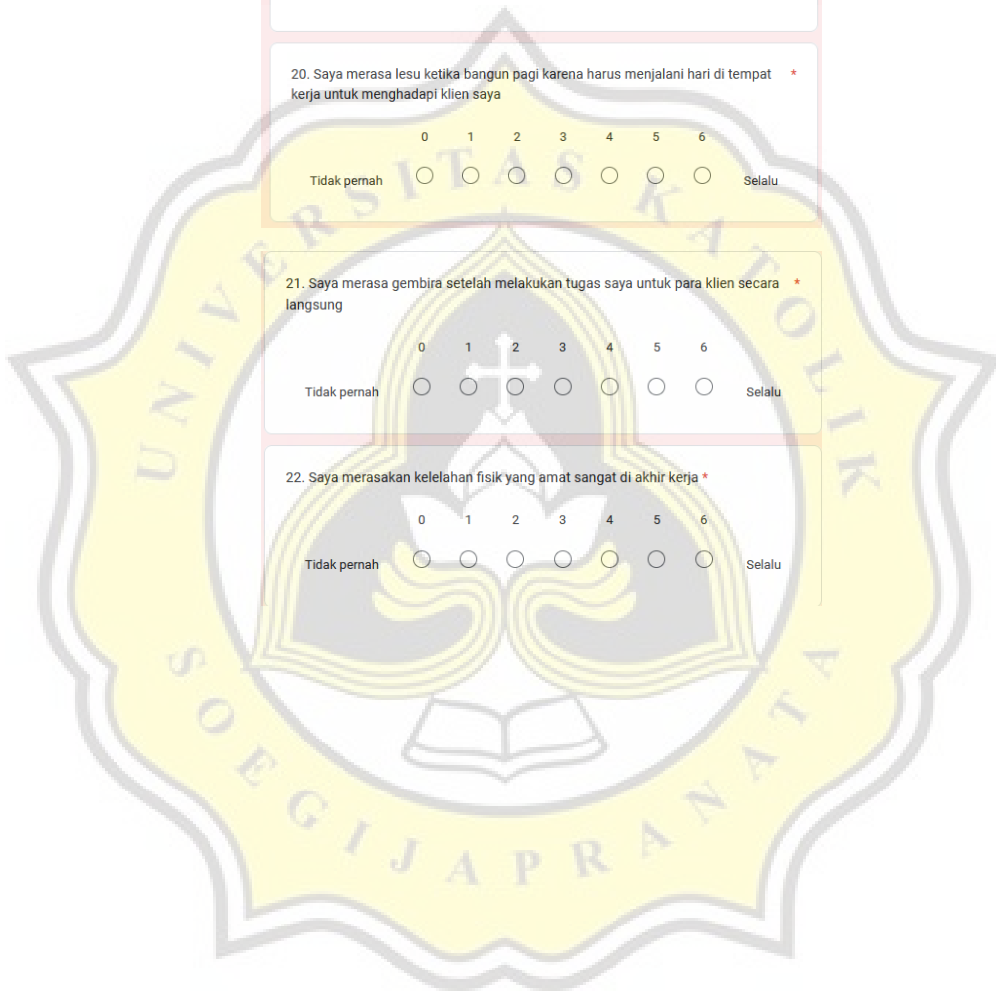 20. Saya merasa lesu ketika bangun pagi karena harus menjalani hari di tempat *
kerja untuk menghadapi klien saya
0 1 2 3 4 5 6
Tidak pernah Selalu
21. Saya merasa gembira setelah melakukan tugas saya untuk para klien secara *
langsung
0 1 2 3 4 5 6
Tidak pernah Selalu
22. Saya merasakan kelelahan fisik yang amat sangat di akhir kerja *
0 1 2 3 4 5 6
Tidak pernah Selalu
UNIVERSITAS KATOLIK
SOEGIJAPRANATA